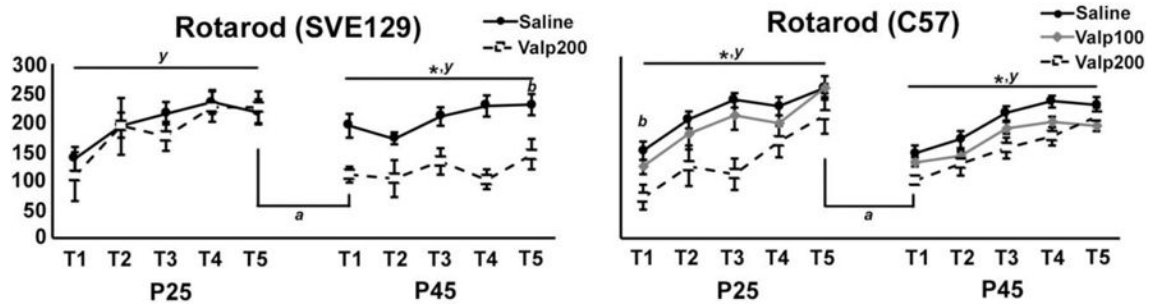 Rotarod (SVE129)
Saline
Valp200
y
*,y
b
300
250
200
150
100
50
0
a
T1 T2 T3 T4 T5 T1 T2 T3 T4 T5
P25 P45
Rotarod (C57)
Saline
Valp100
Valp200
*,y
*,y
b
a
T1 T2 T3 T4 T5 T1 T2 T3 T4 T5
P25 P45